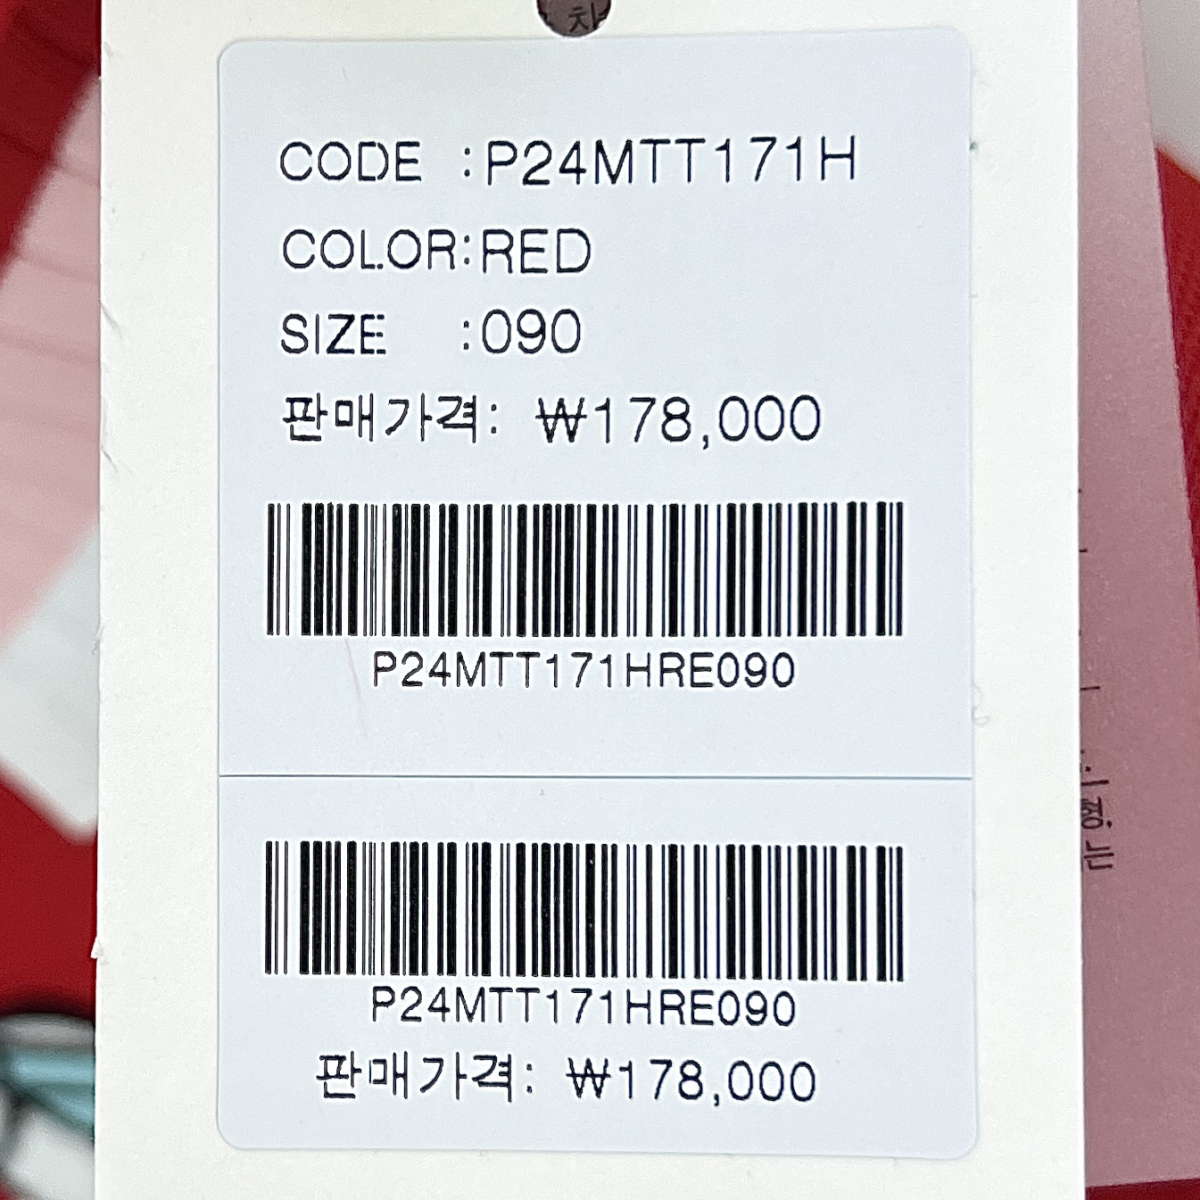 CODE :P24MTT171H
COLOR:RED
SIZE :090
판매가격: ₩178,000
P24MTT171HRE090
P24MTT171HRE090
판매가격: ₩178,000